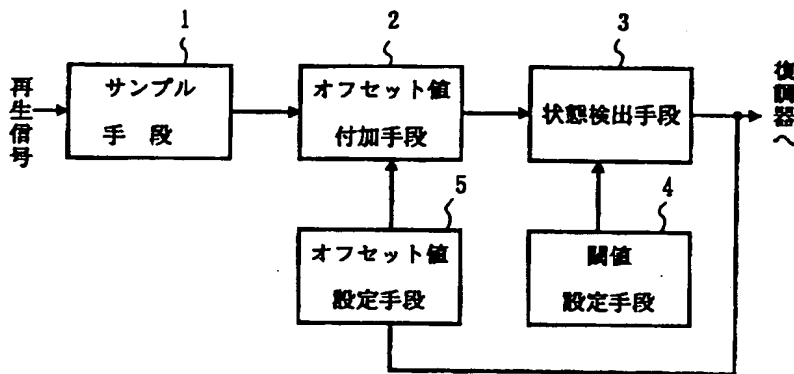 1
2
3
再生信号
サンプル
手 段
オフセット値
付加手段
状態検出手段
復調器へ
5
4
オフセット値
設定手段
閾値
設定手段